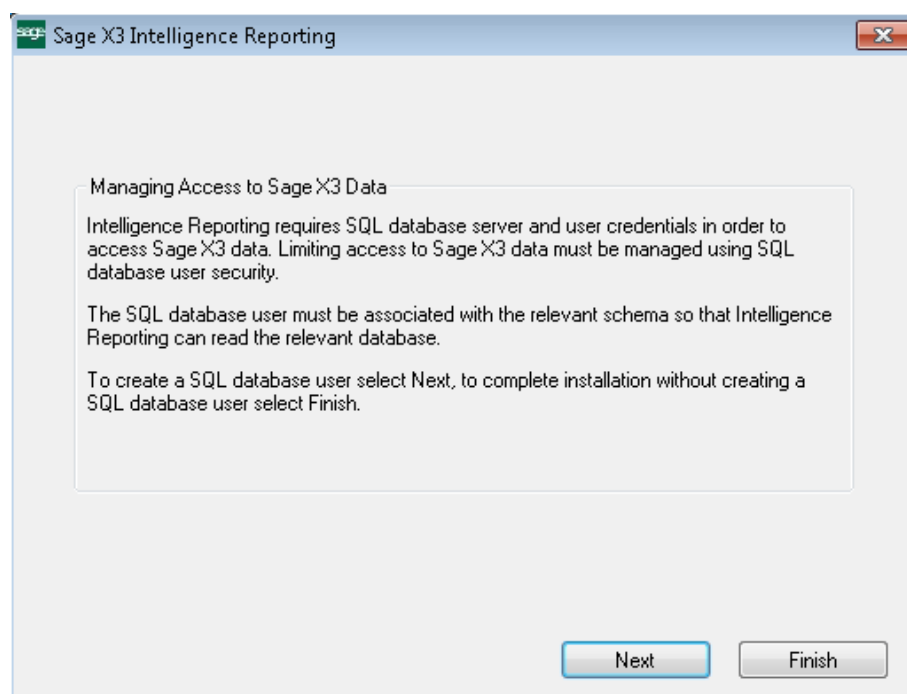 sage Sage X3 Intelligence Reporting
Managing Access to Sage X3 Data
Intelligence Reporting requires SQL database server and user credentials in order to
access Sage X3 data. Limiting access to Sage X3 data must be managed using SQL
database user security.
The SQL database user must be associated with the relevant schema so that Intelligence
Reporting can read the relevant database.
To create a SQL database user select Next, to complete installation without creating a
SQL database user select Finish.
Next Finish